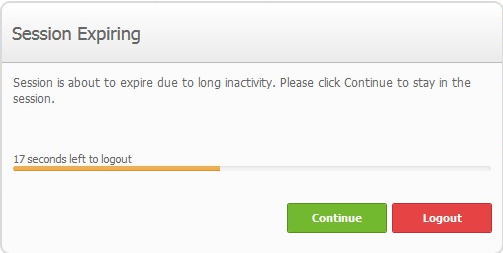 Session Expiring
Session is about to expire due to long inactivity. Please click Continue to stay in the
session.
17 seconds left to logout
Continue Logout